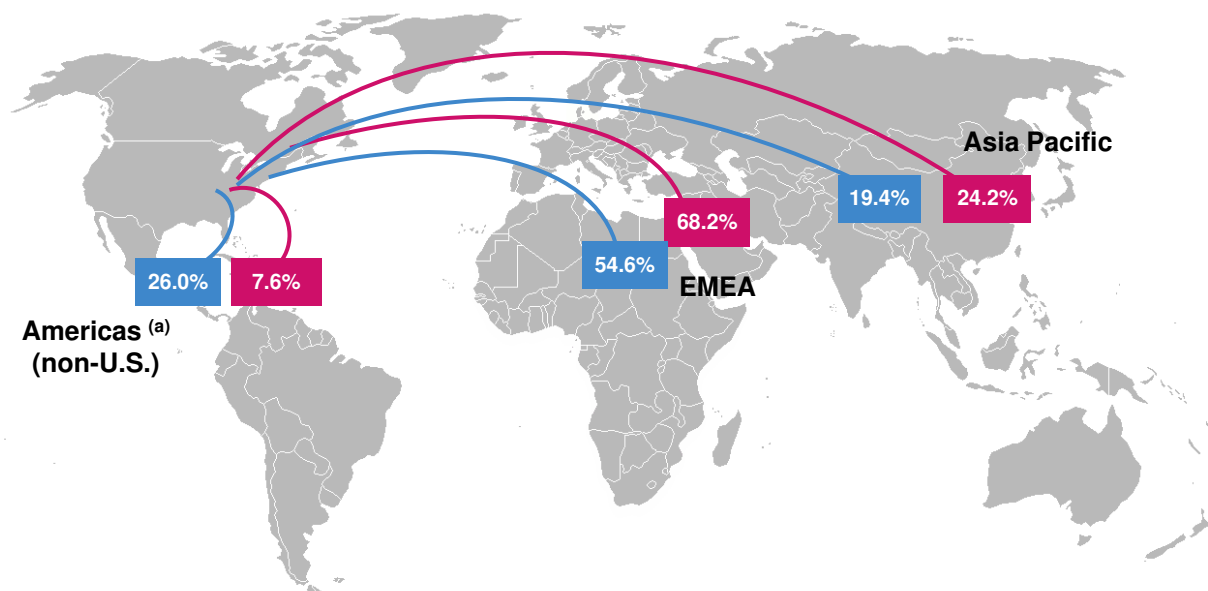 Asia Pacific
19.4%
24.2%
68.2%
54.6%
EMEA
26.0%
7.6%
Americas (a)
(non-U.S.)